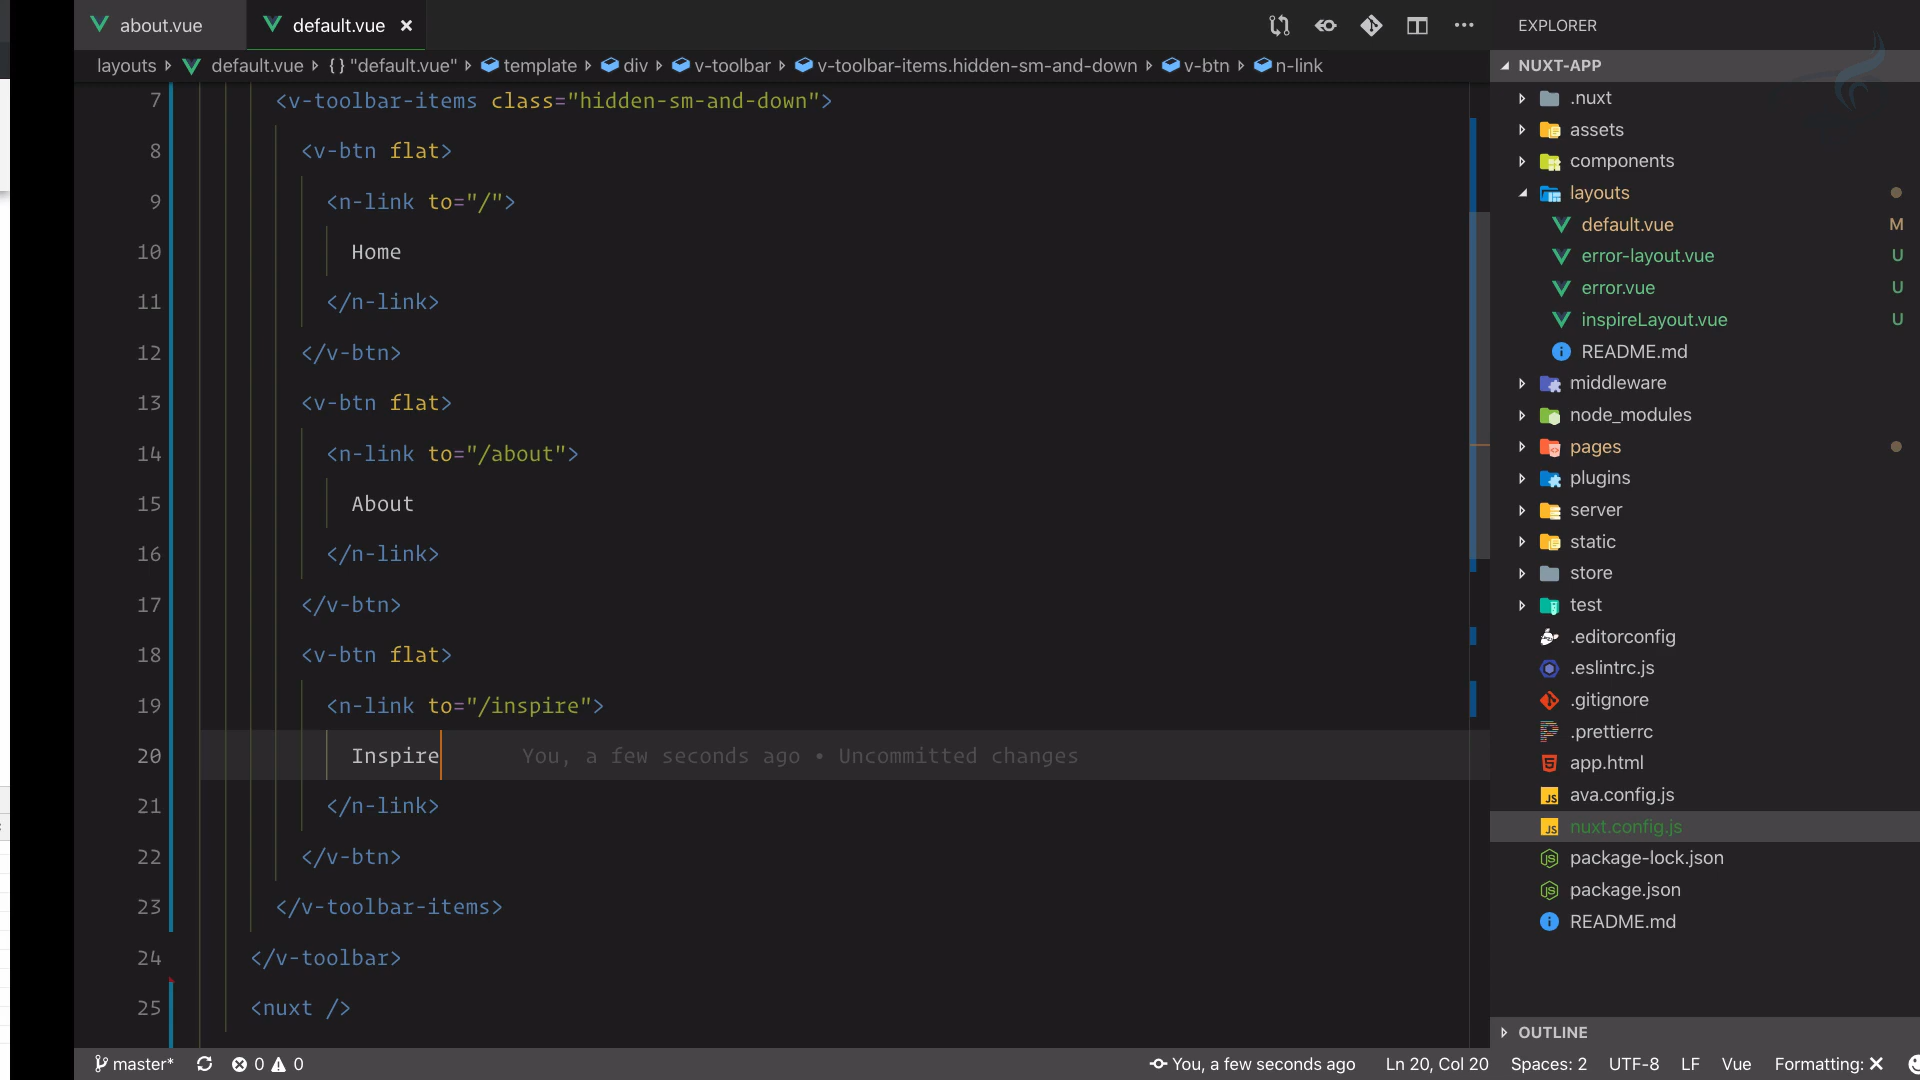 about.vue
default.vue
layouts default.vue {} "default.vue" template div v-toolbar v-toolbar-items.hidden-sm-and-down v-btn n-link
7 <v-toolbar-items class="hidden-sm-and-down">
8 <v-btn flat>
9 <n-link to="/">
10 Home
11 </n-link>
12 </v-btn>
13 <v-btn flat>
14 <n-link to="/about">
15 About
16 </n-link>
17 </v-btn>
18 <v-btn flat>
19 <n-link to="/inspire">
20 Inspire You, a few seconds ago • Uncommitted changes
21 </n-link>
22 </v-btn>
23 </v-toolbar-items>
24 </v-toolbar>
25 <nuxt />
EXPLORER
NUXT-APP
.nuxt
assets
components
layouts
default.vue M
error-layout.vue U
error.vue U
inspireLayout.vue U
README.md
middleware
node_modules
pages
plugins
server
static
store
test
.editorconfig
.eslintrc.js
.gitignore
.prettierrc
app.html
ava.config.js
nuxt.config.js
package-lock.json
package.json
README.md
OUTLINE
master* 0 0 You, a few seconds ago Ln 20, Col 20 Spaces: 2 UTF-8 LF Vue Formatting: ✕